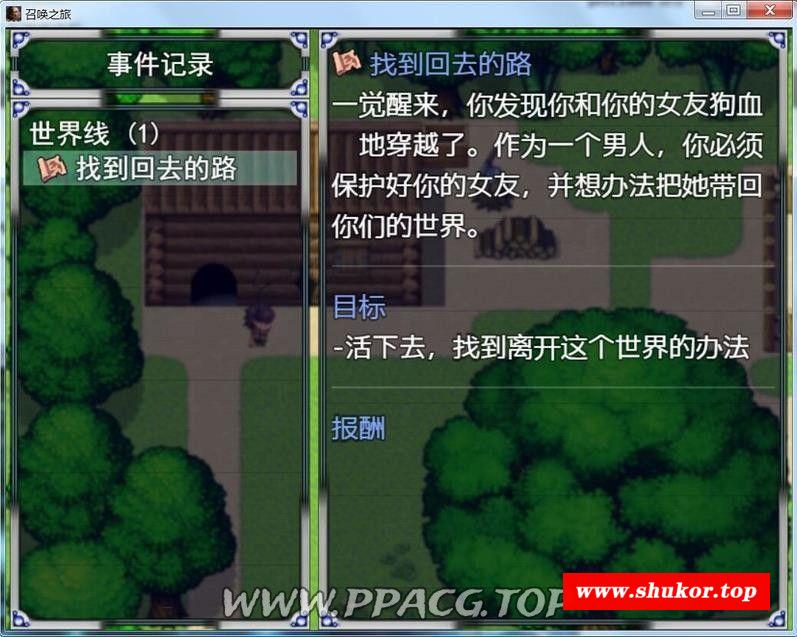 召唤之旅
事件记录
世界线 (1)
找到回去的路
找到回去的路
一觉醒来，你发现你和你的女友狗血
地穿越了。作为一个男人，你必须
保护好你的女友，并想办法把她带回
你们的世界。
目标
-活下去，找到离开这个世界的办法
报酬
WWW.PPACG.TOP
www.shukor.top